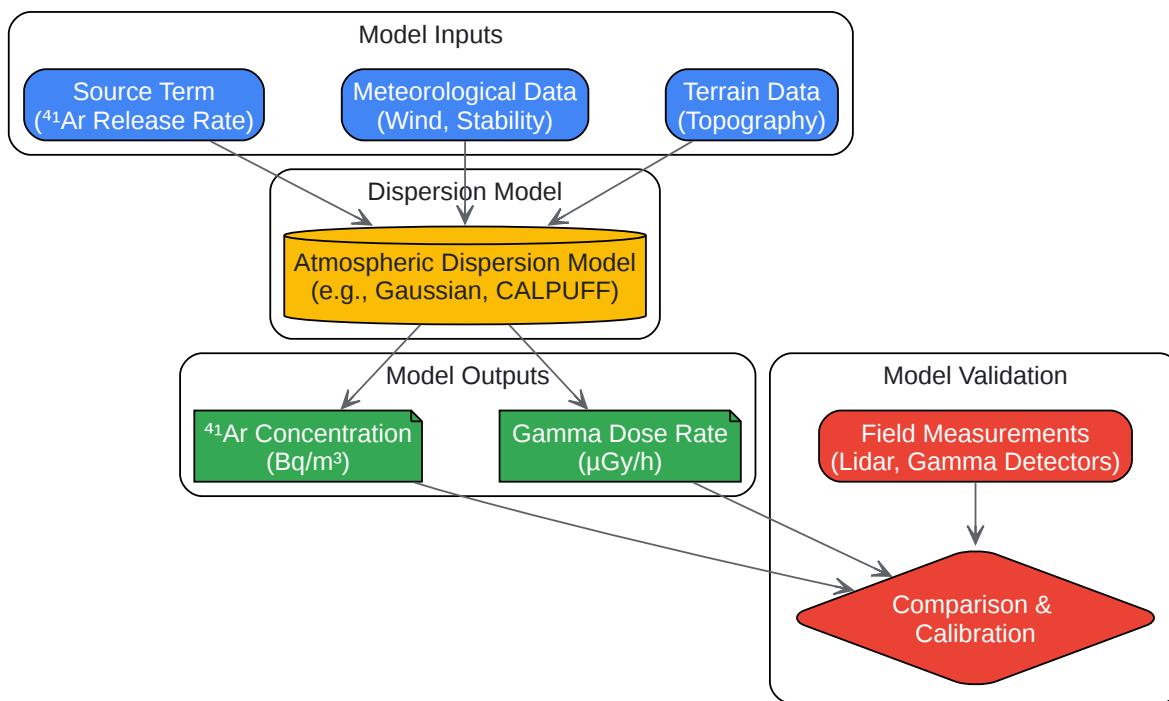 Model Inputs
Source Term
(⁴¹Ar Release Rate)
Meteorological Data
(Wind, Stability)
Terrain Data
(Topography)
Dispersion Model
Atmospheric Dispersion Model
(e.g., Gaussian, CALPUFF)
Model Outputs
⁴¹Ar Concentration
(Bq/m³)
Gamma Dose Rate
(µGy/h)
Model Validation
Field Measurements
(Lidar, Gamma Detectors)
Comparison &
Calibration